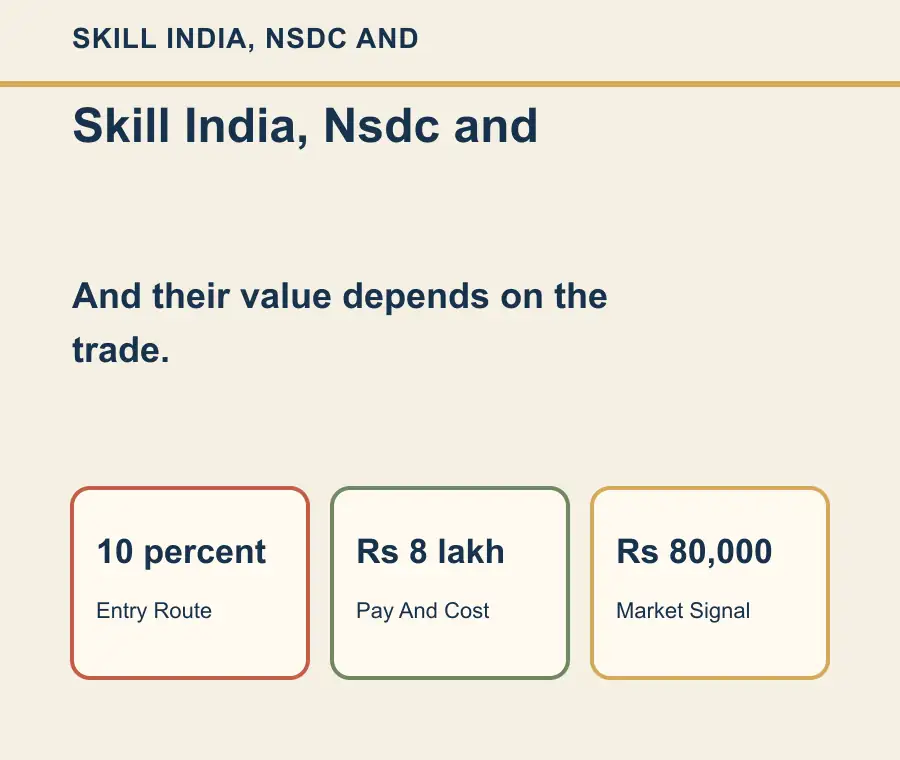 SKILL INDIA, NSDC AND
Skill India, Nsdc and
And their value depends on the
trade.
10 percent
Entry Route
Rs 8 lakh
Pay And Cost
Rs 80,000
Market Signal